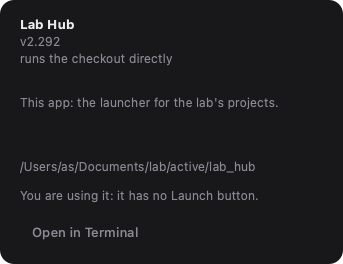 Lab Hub
v2.292
runs the checkout directly
This app: the launcher for the lab's projects.
/Users/as/Documents/lab/active/lab_hub
You are using it: it has no Launch button.
Open in Terminal